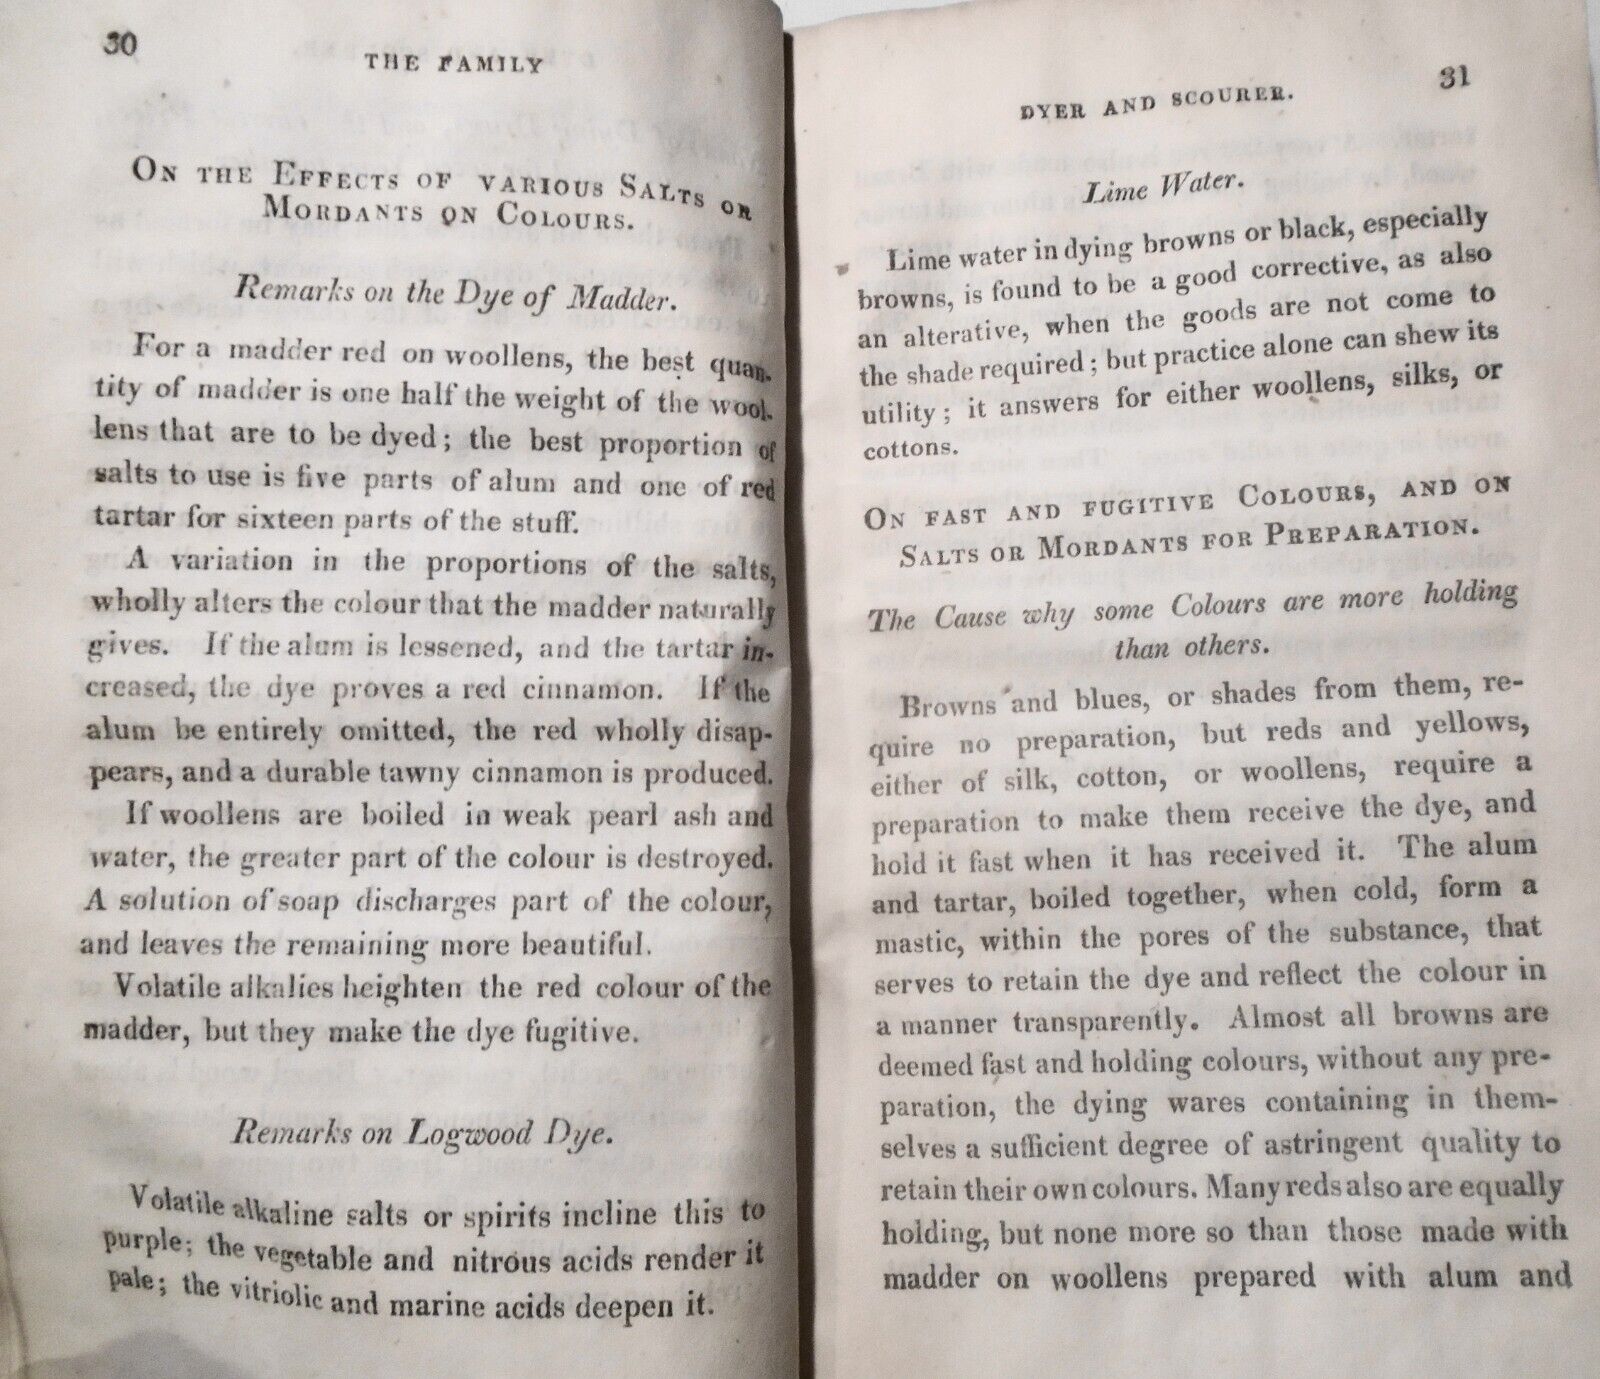 30
THE FAMILY
ON THE EFFECTS OF VARIOUS SALTS OR
MORDANTS ON COLOURS.
Remarks on the Dye of Madder.
For a madder red on woollens, the best quan-
tity of madder is one half the weight of the wool-
lens that are to be dyed; the best proportion of
salts to use is five parts of alum and one of red
tartar for sixteen parts of the stuff.
A variation in the proportions of the salts,
wholly alters the colour that the madder naturally
gives. If the alum is lessened, and the tartar in-
creased, the dye proves a red cinnamon. If the
alum be entirely omitted, the red wholly disap-
pears, and a durable tawny cinnamon is produced.
If woollens are boiled in weak pearl ash and
water, the greater part of the colour is destroyed.
A solution of soap discharges part of the colour,
and leaves the remaining more beautiful.
Volatile alkalies heighten the red colour of the
madder, but they make the dye fugitive.
Remarks on Logwood Dye.
Volatile alkaline salts or spirits incline this to
purple; the vegetable and nitrous acids render it
pale; the vitriolic and marine acids deepen it.
DYER AND SCOURER.
31
Lime Water.
Lime water in dying browns or black, especially
browns, is found to be a good corrective, as also
an alterative, when the goods are not come to
the shade required; but practice alone can shew its
utility; it answers for either woollens, silks, or
cottons.
ON FAST AND FUGITIVE COLOURS, AND ON
SALTS OR MORDANTS FOR PREPARATION.
The Cause why some Colours are more holding
than others.
Browns and blues, or shades from them, re-
quire no preparation, but reds and yellows,
either of silk, cotton, or woollens, require a
preparation to make them receive the dye, and
hold it fast when it has received it. The alum
and tartar, boiled together, when cold, form a
mastic, within the pores of the substance, that
serves to retain the dye and reflect the colour in
a manner transparently. Almost all browns are
deemed fast and holding colours, without any pre-
paration, the dying wares containing in them-
selves a sufficient degree of astringent quality to
retain their own colours. Many reds also are equally
holding, but none more so than those made with
madder on woollens prepared with alum and